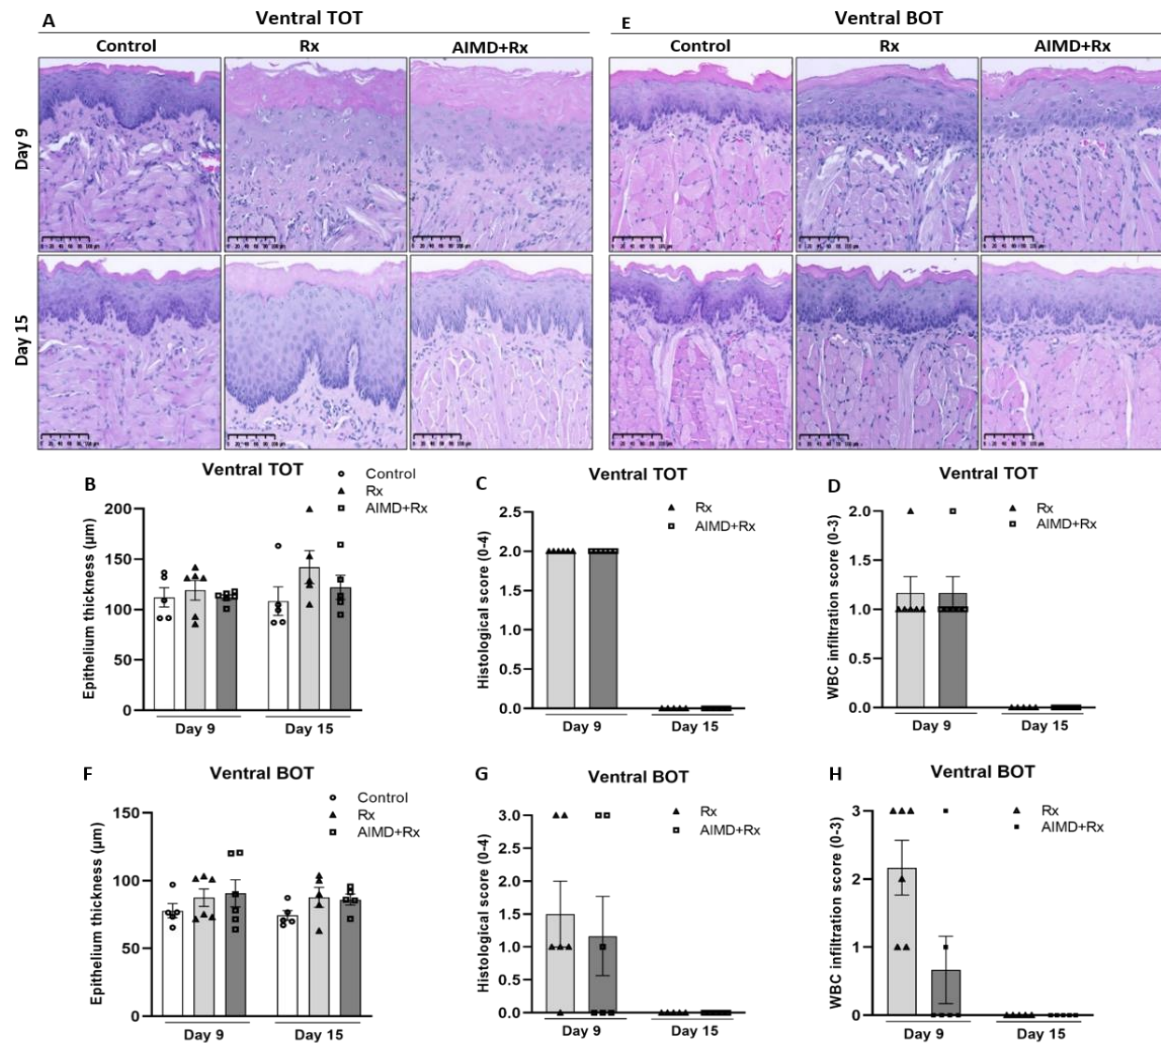 A Ventral TOT
Control Rx AIMD+Rx
E Ventral BOT
Control Rx AIMD+Rx
Day 9
Day 15
B Ventral TOT
Control
Rx
AIMD+Rx
Epithelium thickness (µm)
200
150
100
50
0
Day 9 Day 15
C Ventral TOT
Rx
AIMD+Rx
Histological score (0-4)
2.5
2.0
1.5
1.0
0.5
0.0
Day 9 Day 15
D Ventral TOT
Rx
AIMD+Rx
WBC infiltration score (0-3)
2.0
1.5
1.0
0.5
0.0
Day 9 Day 15
F Ventral BOT
Control
Rx
AIMD+Rx
Epithelium thickness (µm)
150
100
50
0
Day 9 Day 15
G Ventral BOT
Rx
AIMD+Rx
Histological score (0-4)
3.0
2.5
2.0
1.5
1.0
0.5
0.0
Day 9 Day 15
H Ventral BOT
Rx
AIMD+Rx
WBC infiltration score (0-3)
3
2
1
0
Day 9 Day 15